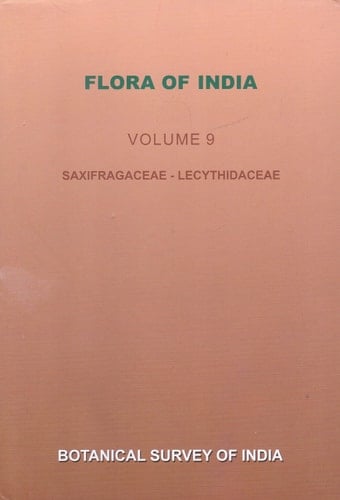 FLORA OF INDIA
VOLUME 9
SAXIFRAGACEAE - LECYTHIDACEAE
BOTANICAL SURVEY OF INDIA